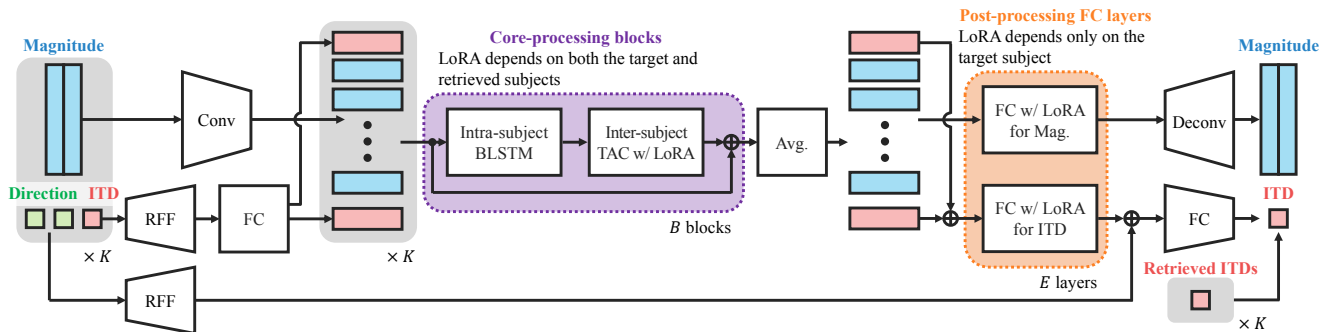 Magnitude
Direction
ITD
× K
Conv
RFF
FC
RFF
× K
Core-processing blocks
LoRA depends on both the target and
retrieved subjects
Intra-subject
BLSTM
Inter-subject
TAC w/ LoRA
B blocks
Avg.
Post-processing FC layers
LoRA depends only on the
target subject
FC w/ LoRA
for Mag.
FC w/ LoRA
for ITD
E layers
Magnitude
Deconv
FC
ITD
Retrieved ITDs
× K